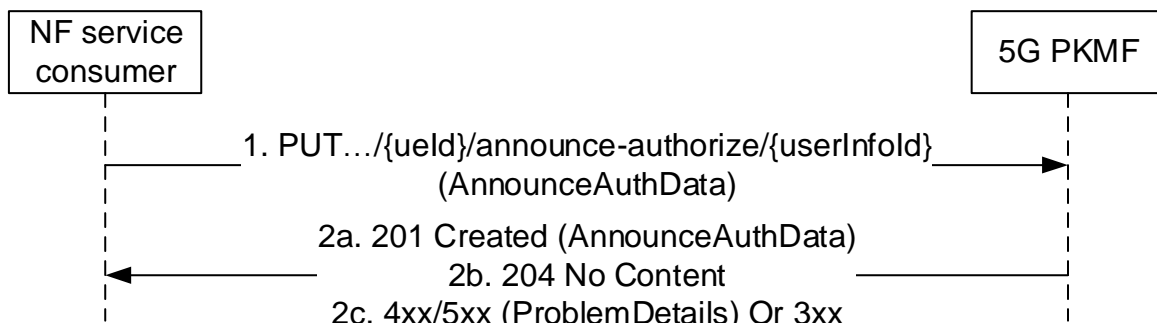 NF service
consumer
5G PKMF
1. PUT…/{ueId}/announce-authorize/{userInfoId}
(AnnounceAuthData)
2a. 201 Created (AnnounceAuthData)
2b. 204 No Content
2c. 4xx/5xx (ProblemDetails) Or 3xx